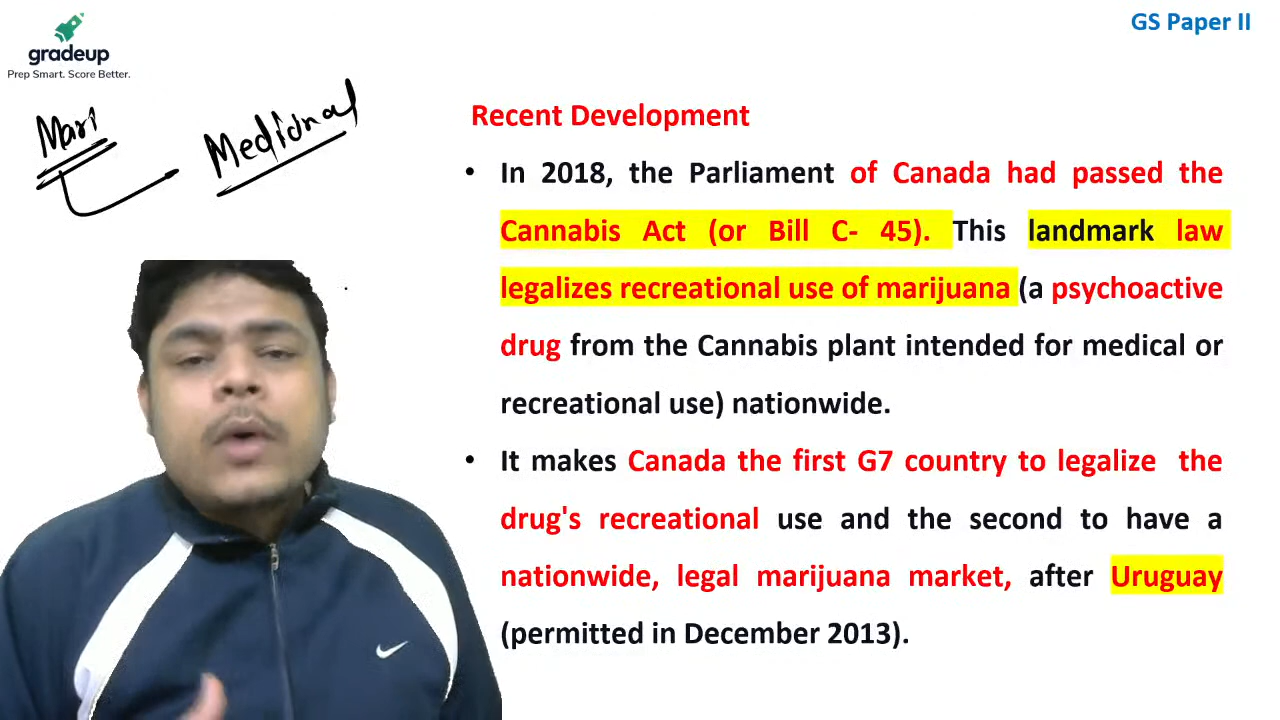 gradeup
Prep Smart. Score Better.
GS Paper II
Mari
Medicinal
Recent Development
• In 2018, the Parliament of Canada had passed the
Cannabis Act (or Bill C- 45). This landmark law
legalizes recreational use of marijuana (a psychoactive
drug from the Cannabis plant intended for medical or
recreational use) nationwide.
• It makes Canada the first G7 country to legalize the
drug's recreational use and the second to have a
nationwide, legal marijuana market, after Uruguay
(permitted in December 2013).